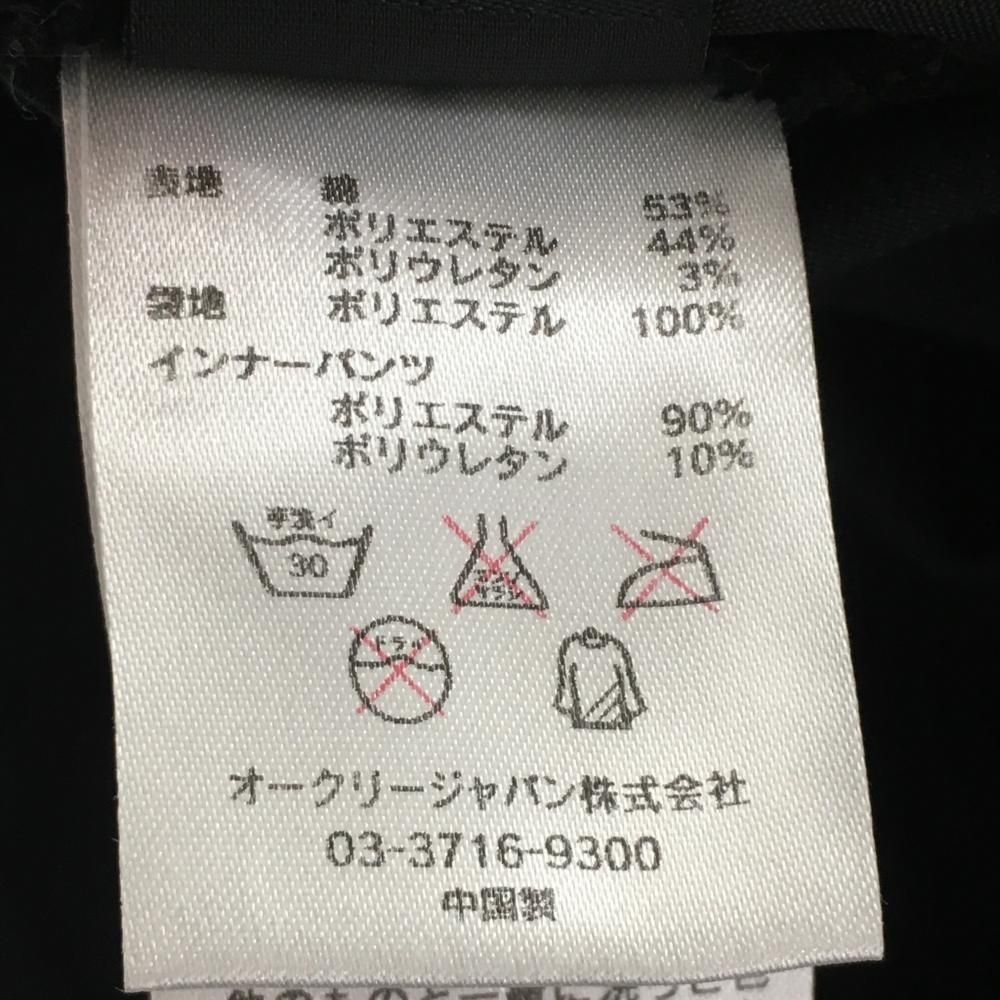 表地 綿 53%
ポリエステル 44%
ポリウレタン 3%
袋地 ポリエステル 100%
インナーパンツ
ポリエステル 90%
ポリウレタン 10%
手洗イ
30
ドライ
オークリージャパン株式会社
03-3716-9300
中国製